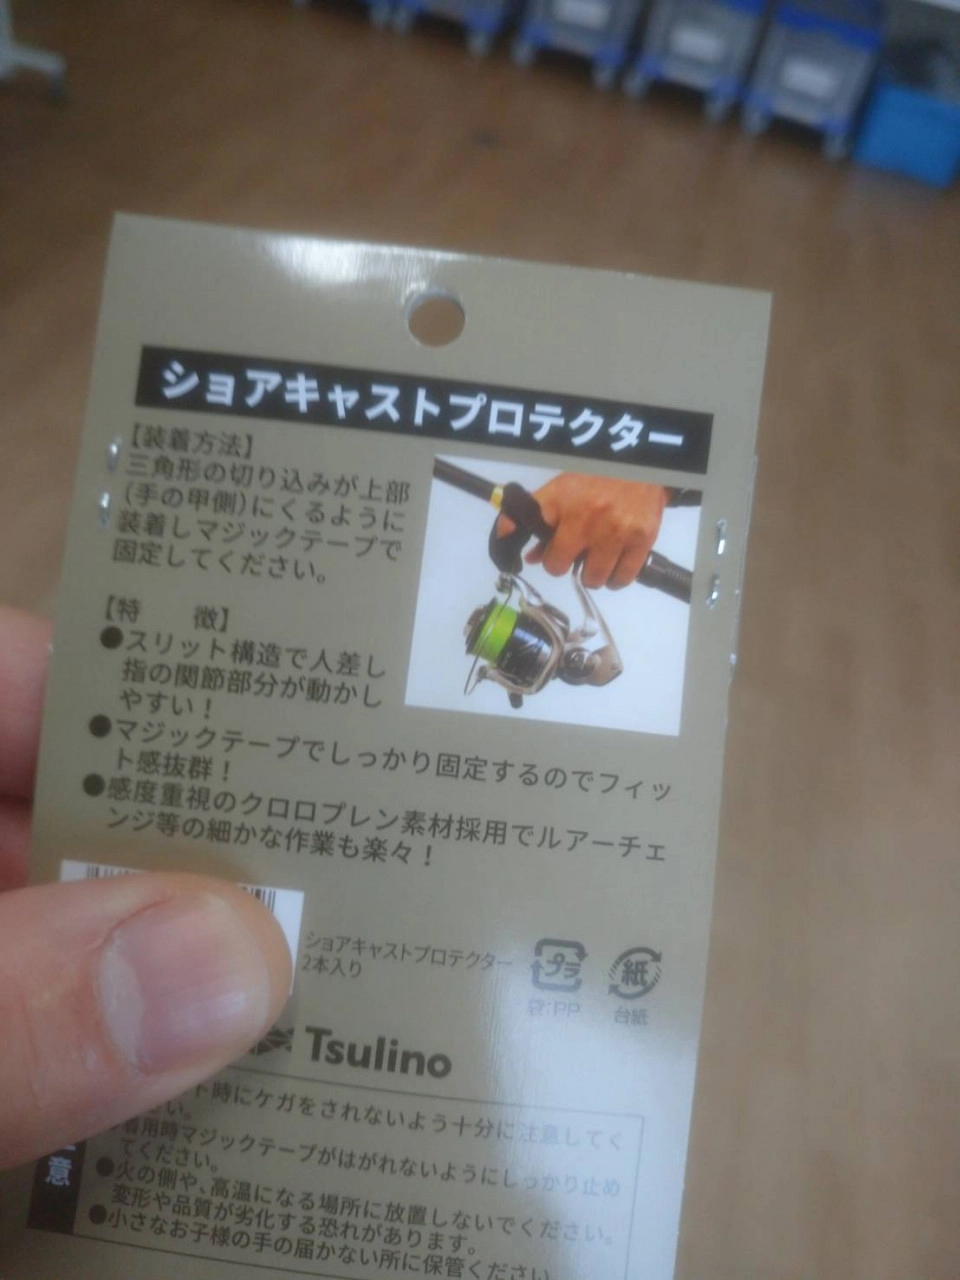 ショアキャストプロテクター
【装着方法】
三角形の切り込みが上部
(手の甲側)にくるように
装着しマジックテープで
固定してください。
【特 徴】
●スリット構造で人差し
指の関節部分が動かし
やすい!
●マジックテープでしっかり固定するのでフィッ
ト感抜群!
●感度重視のクロロプレン素材採用でルアーチェ
ンジ等の細かな作業も楽々!
ショアキャストプロテクター
2本入り
プラ
袋:PP
紙
台紙
Tsulino
意
ト時にケガをされないよう十分に注意してく
さい。
着用時マジックテープがはがれないようにしっかり止め
てください。
●火の側や、高温になる場所に放置しないでください。
変形や品質が劣化する恐れがあります。
●小さなお子様の手の届かない所に保管ください